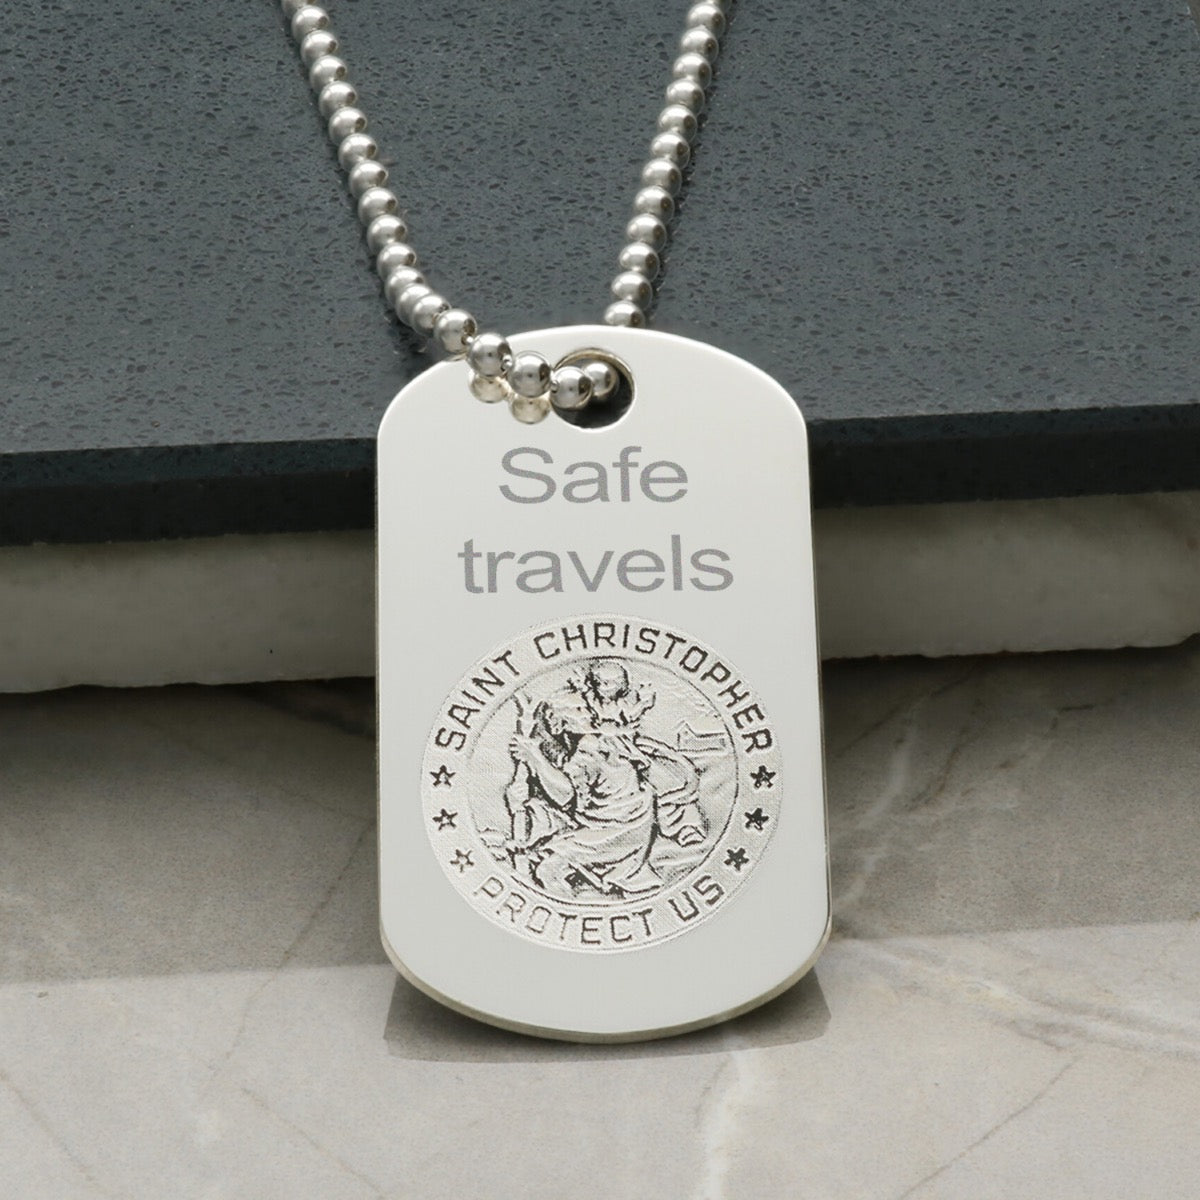 Safe
travels
SAINT CHRISTOPHER
PROTECT US